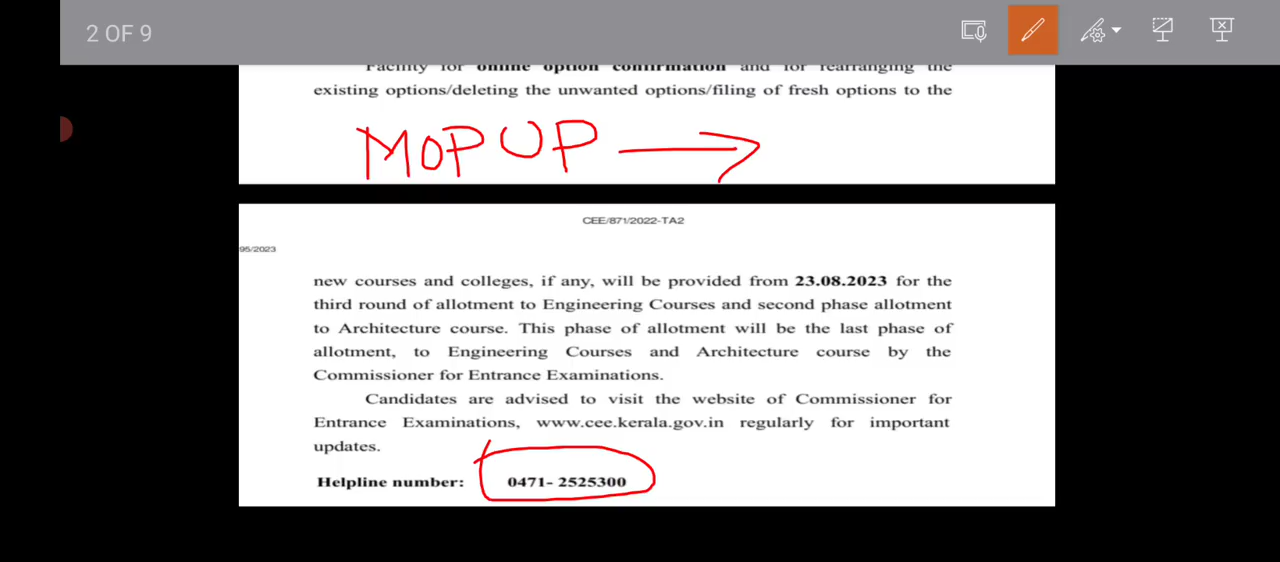 2 OF 9
Facility for online option confirmation and for rearranging the
existing options/deleting the unwanted options/filing of fresh options to the
MOPUP
CEE/871/2022-TA2
95/2023
new courses and colleges, if any, will be provided from 23.08.2023 for the
third round of allotment to Engineering Courses and second phase allotment
to Architecture course. This phase of allotment will be the last phase of
allotment, to Engineering Courses and Architecture course by the
Commissioner for Entrance Examinations.
Candidates are advised to visit the website of Commissioner for
Entrance Examinations, www.cee.kerala.gov.in regularly for important
updates.
Helpline number: 0471- 2525300